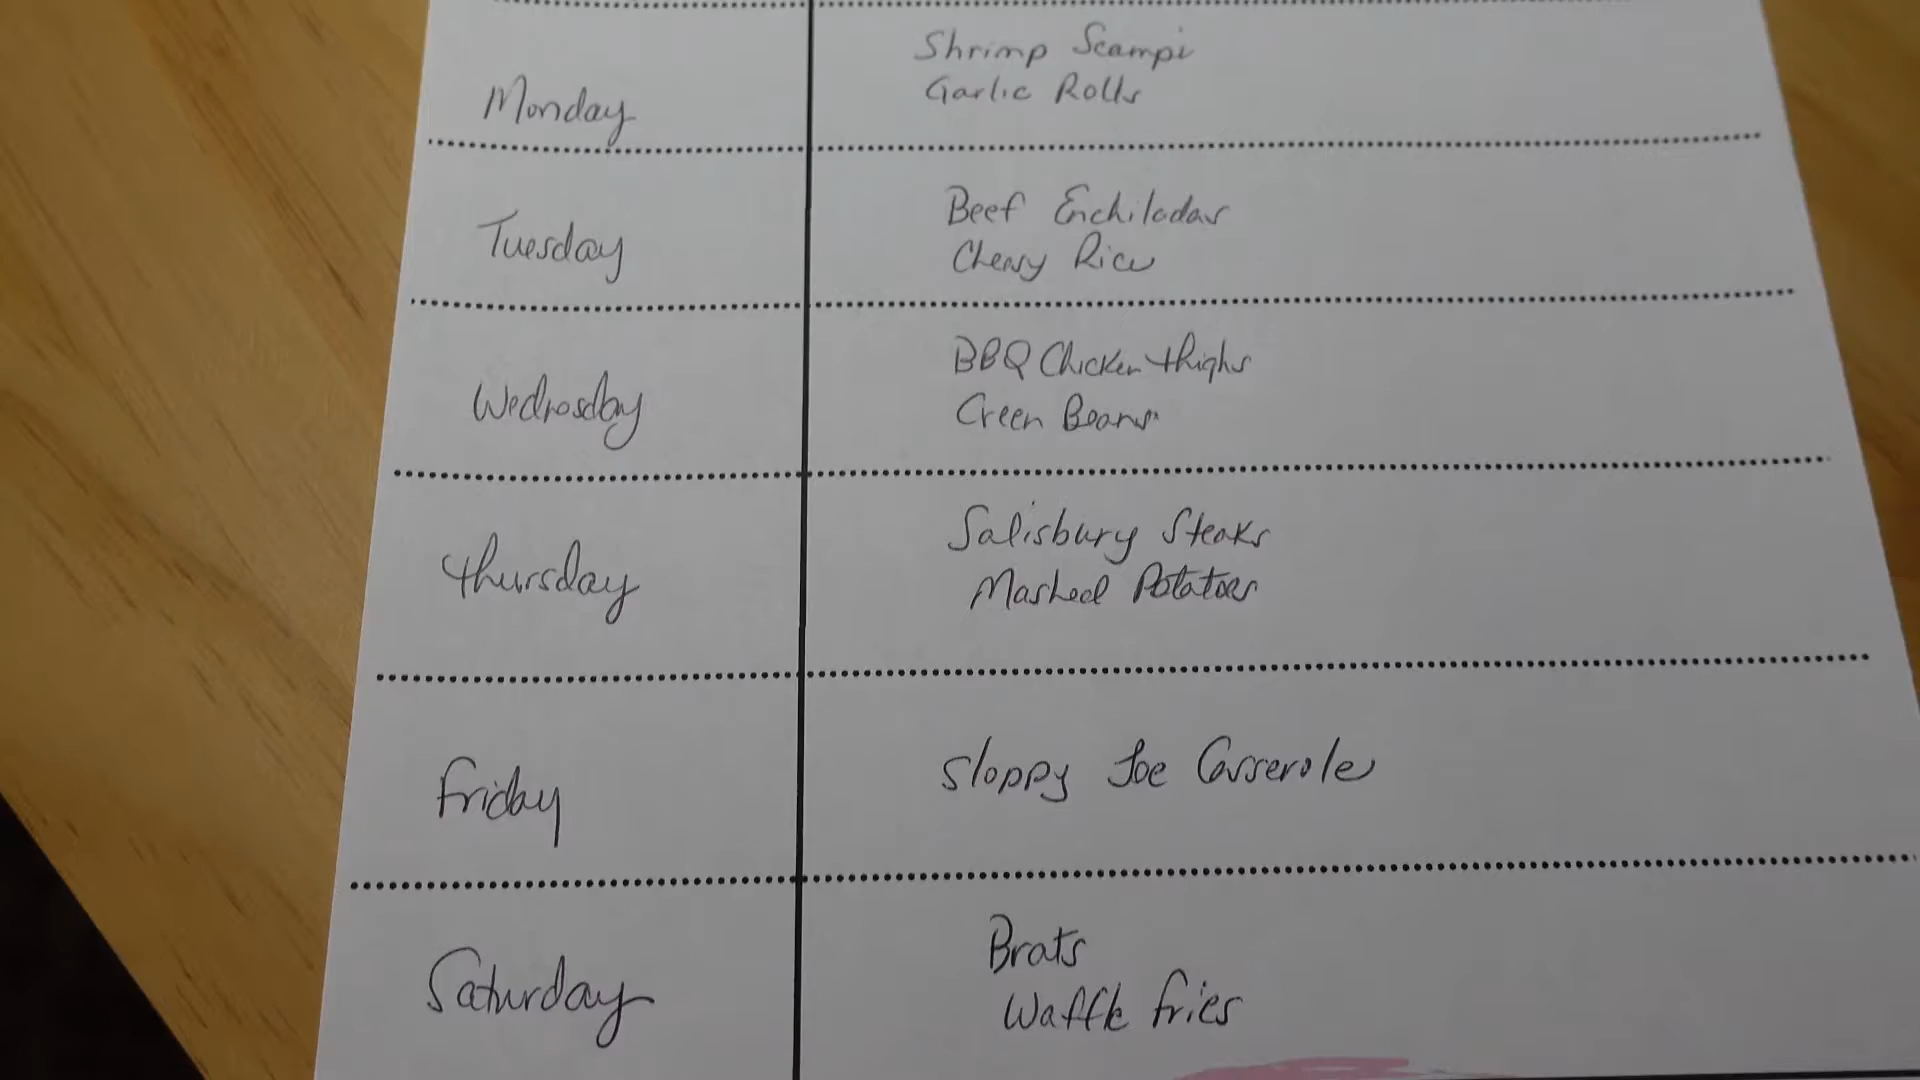 Monday
Shrimp Scampi
Garlic Rolls
Tuesday
Beef Enchiladas
Cheesy Rice
Wednesday
BBQ Chicken thighs
Green Beans
Thursday
Salisbury Steaks
Mashed Potatoes
Friday
Sloppy Joe Casserole
Saturday
Brats
Waffle fries